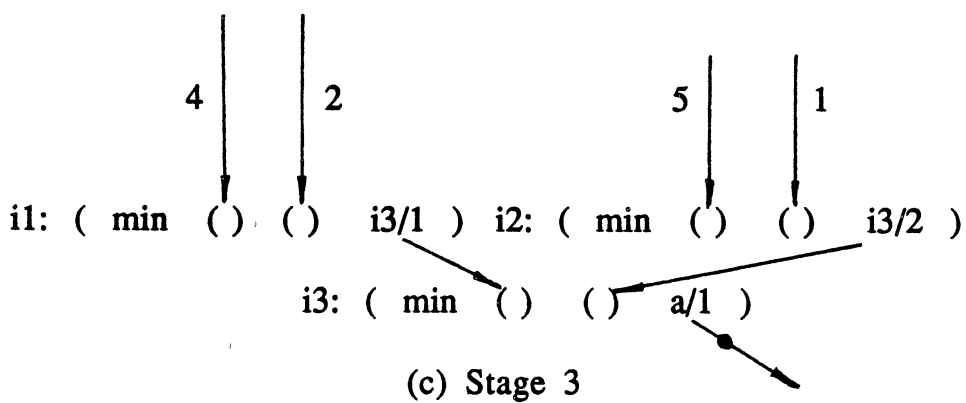 4 2 5 1
i1: ( min ( ) ( ) i3/1 ) i2: ( min ( ) ( ) i3/2 )
i3: ( min ( ) ( ) a/1 )
(c) Stage 3